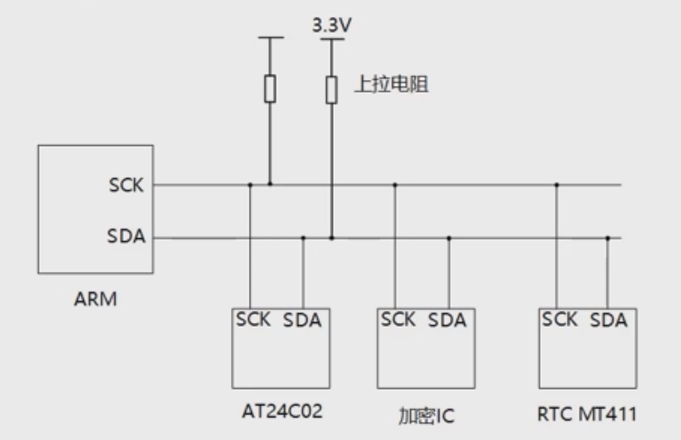 3.3V
上拉电阻
SCK
SDA
ARM
SCK SDA
SCK SDA
SCK SDA
AT24C02
加密IC
RTC MT411